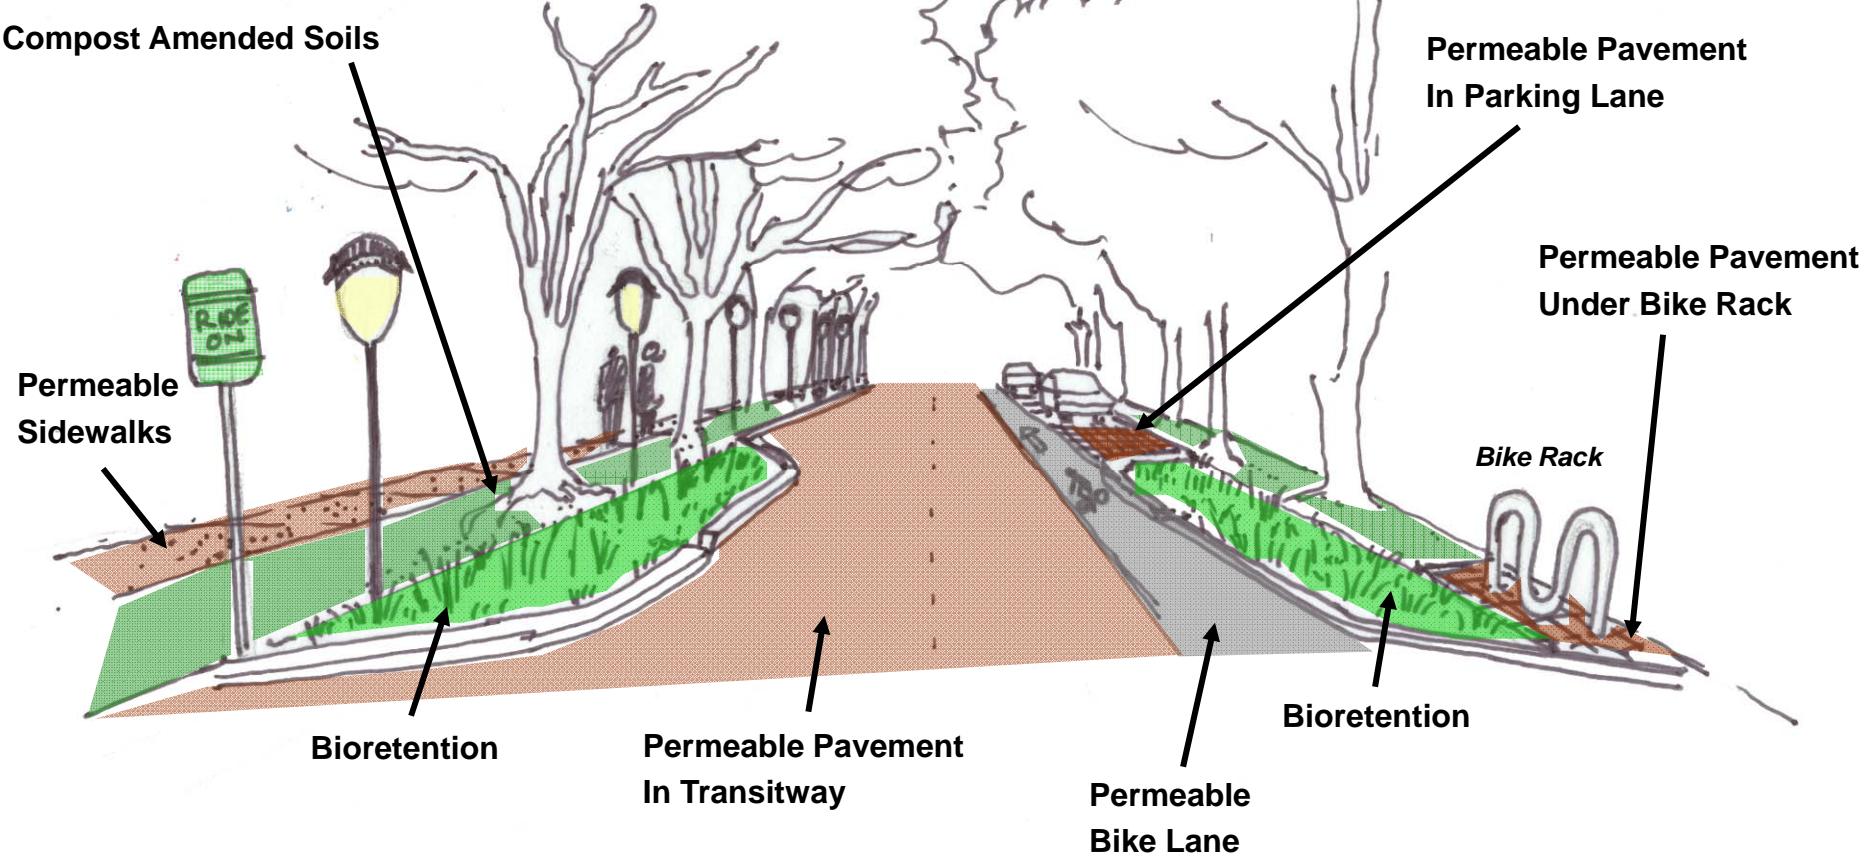 Compost Amended Soils
Permeable Pavement
In Parking Lane
Permeable Pavement
Under Bike Rack
RIDE
ON
Permeable
Sidewalks
Bike Rack
Bioretention
Permeable Pavement
In Transitway
Bioretention
Permeable
Bike Lane